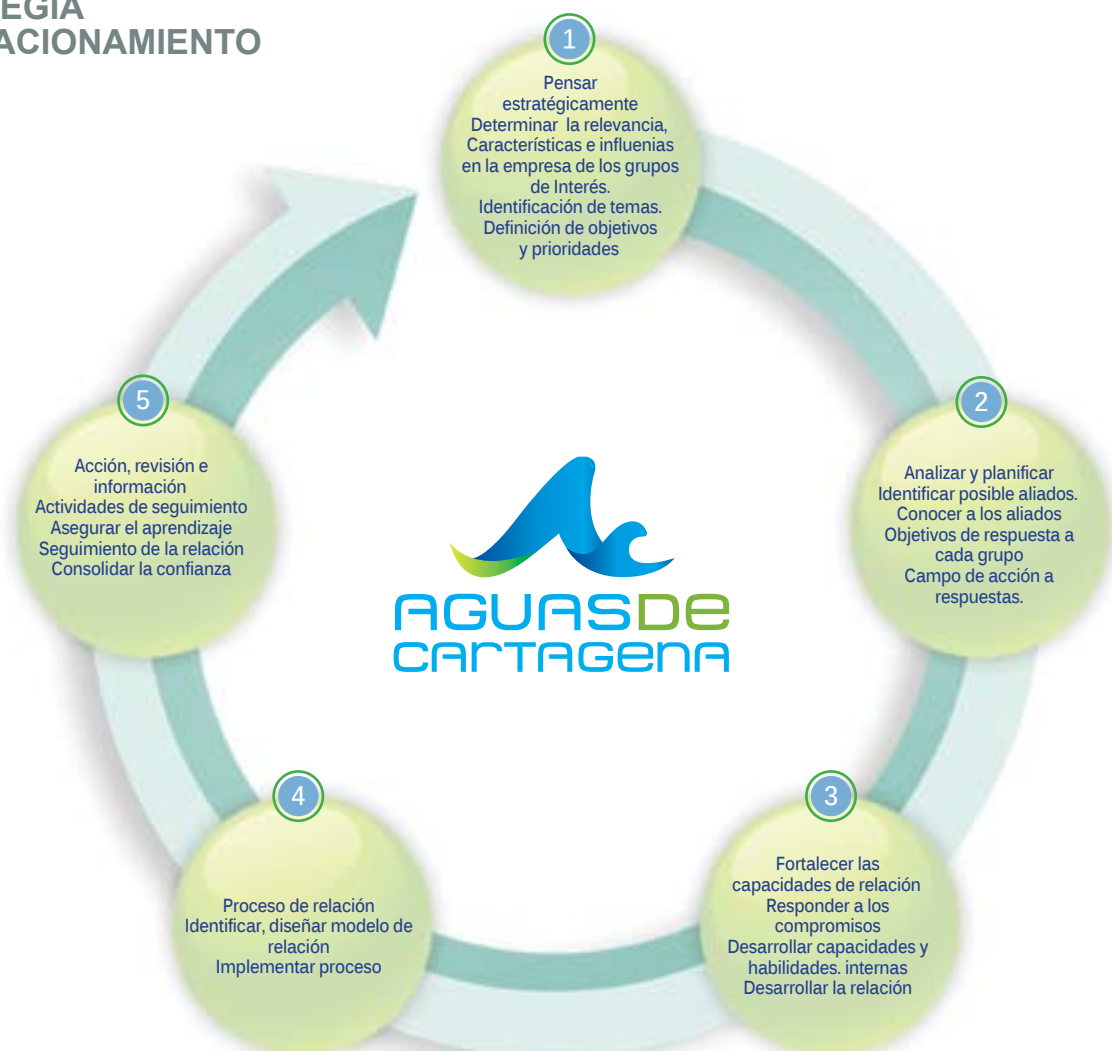 EGIA
ACIONAMIENTO
1
Pensar
estratégicamente
Determinar la relevancia,
Características e influenias
en la empresa de los grupos
de Interés.
Identificación de temas.
Definición de objetivos
y prioridades
2
Analizar y planificar
Identificar posible aliados.
Conocer a los aliados
Objetivos de respuesta a
cada grupo
Campo de acción a
respuestas.
3
Fortalecer las
capacidades de relación
Responder a los
compromisos
Desarrollar capacidades y
habilidades. internas
Desarrollar la relación
4
Proceso de relación
Identificar, diseñar modelo de
relación
Implementar proceso
5
Acción, revisión e
información
Actividades de seguimiento
Asegurar el aprendizaje
Seguimiento de la relación
Consolidar la confianza
AGUASDE
CARTAGENA